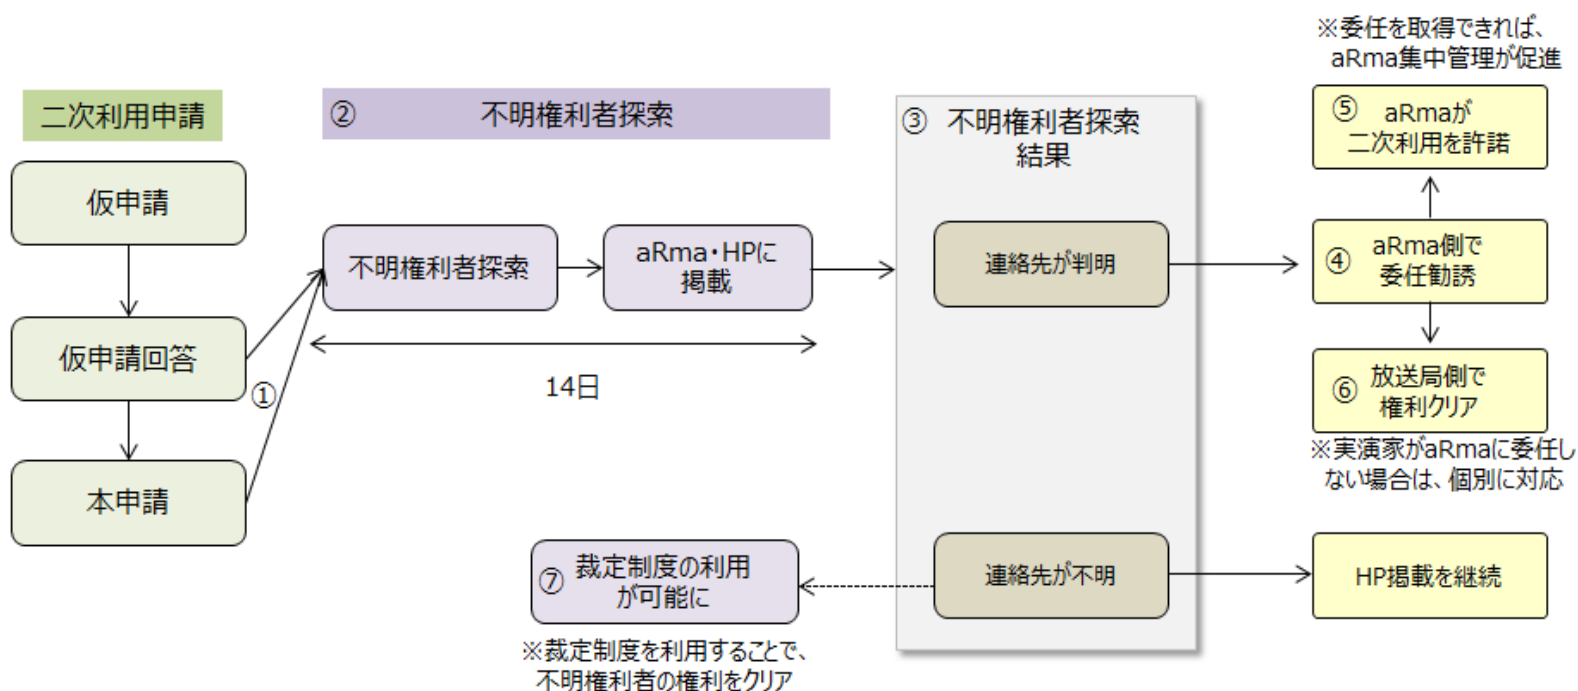 ※委任を取得できれば、
aRma集中管理が促進
二次利用申請
② 不明権利者探索
③ 不明権利者探索
結果
⑤ aRmaが
二次利用を許諾
仮申請
不明権利者探索
aRma・HPに
掲載
連絡先が判明
④ aRma側で
委任勧誘
仮申請回答
①
14日
⑥ 放送局側で
権利クリア
※実演家がaRmaに委任し
ない場合は、個別に対応
本申請
⑦ 裁定制度の利用
が可能に
連絡先が不明
HP掲載を継続
※裁定制度を利用することで、
不明権利者の権利をクリア